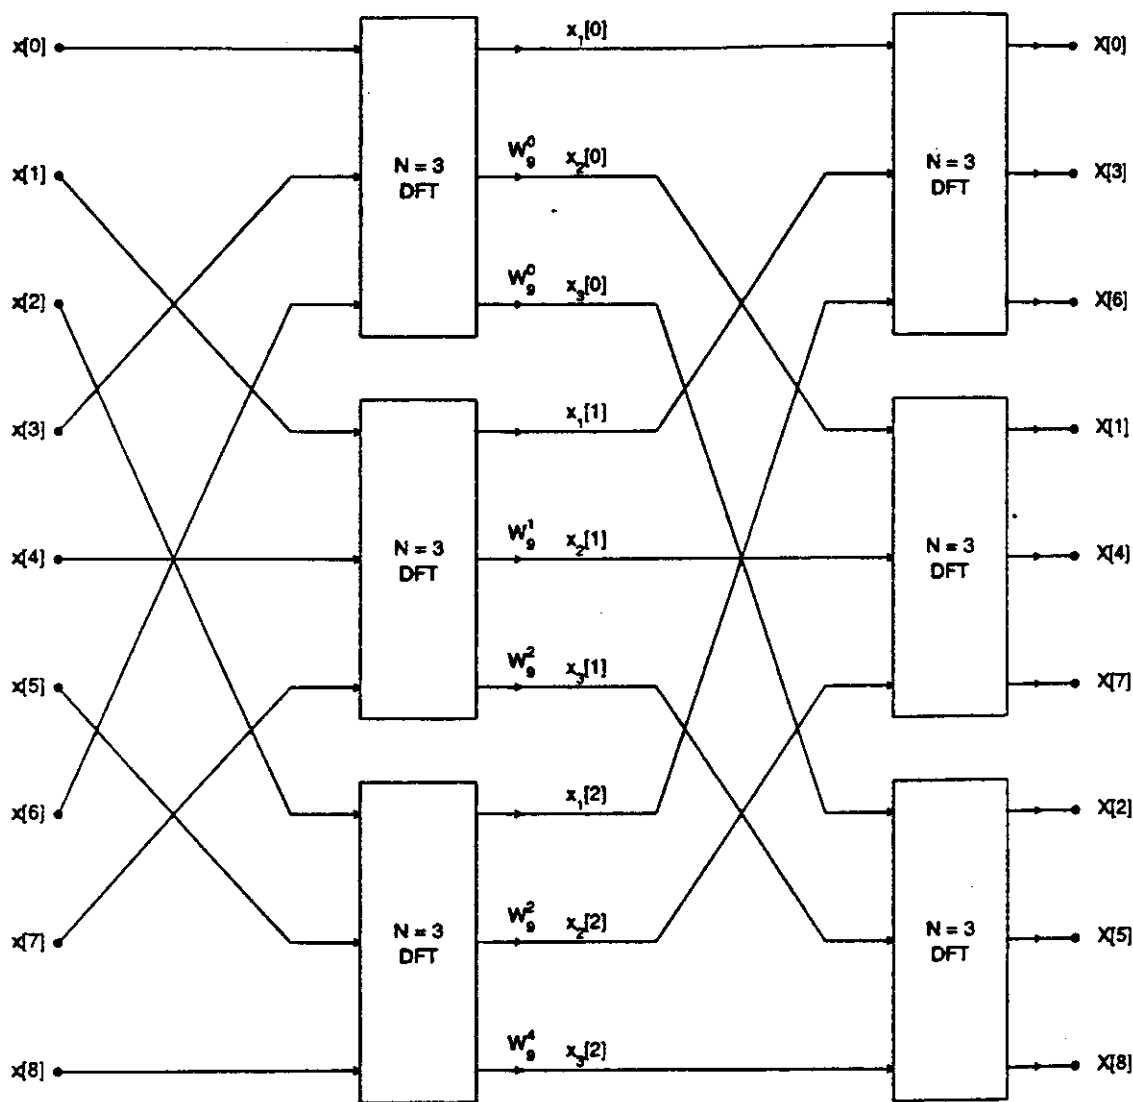 x[0]
x₁[0]
X[0]
x[1]
N = 3
DFT
W₉⁰
x₂[0]
N = 3
DFT
X[3]
x[2]
W₉⁰
x₃[0]
X[6]
x[3]
x₁[1]
X[1]
x[4]
N = 3
DFT
W₉¹
x₂[1]
N = 3
DFT
X[4]
x[5]
W₉²
x₃[1]
X[7]
x[6]
x₁[2]
X[2]
x[7]
N = 3
DFT
W₉²
x₂[2]
N = 3
DFT
X[5]
x[8]
W₉⁴
x₃[2]
X[8]